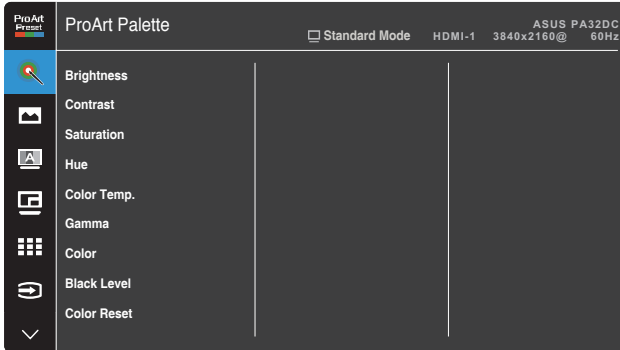 ProArt
Preset
ProArt Palette
Standard Mode HDMI-1
ASUS PA32DC
3840x2160@ 60Hz
A
Brightness
Contrast
Saturation
Hue
Color Temp.
Gamma
Color
Black Level
Color Reset